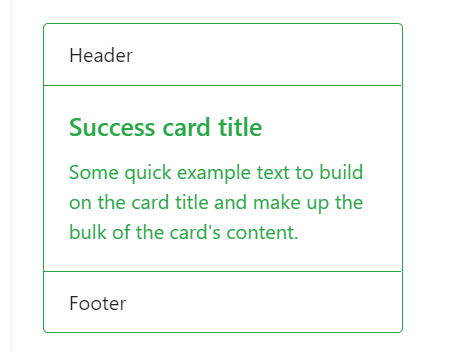 Header
Success card title
Some quick example text to build
on the card title and make up the
bulk of the card's content.
Footer